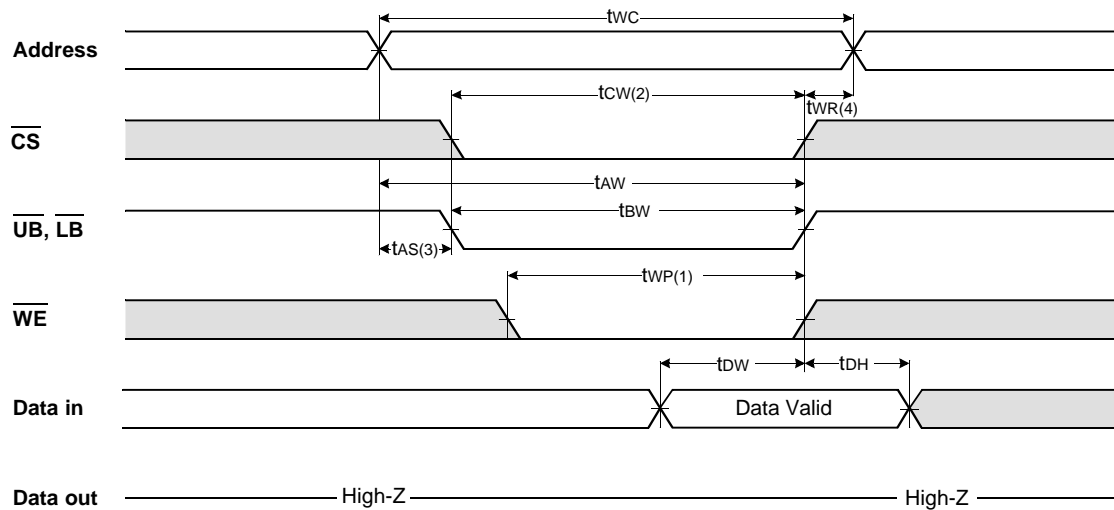 tWC
Address
tCW(2)
tWR(4)
CS
tAW
tBW
UB, LB
tAS(3)
tWP(1)
WE
tDW
tDH
Data in
Data Valid
Data out
High-Z
High-Z